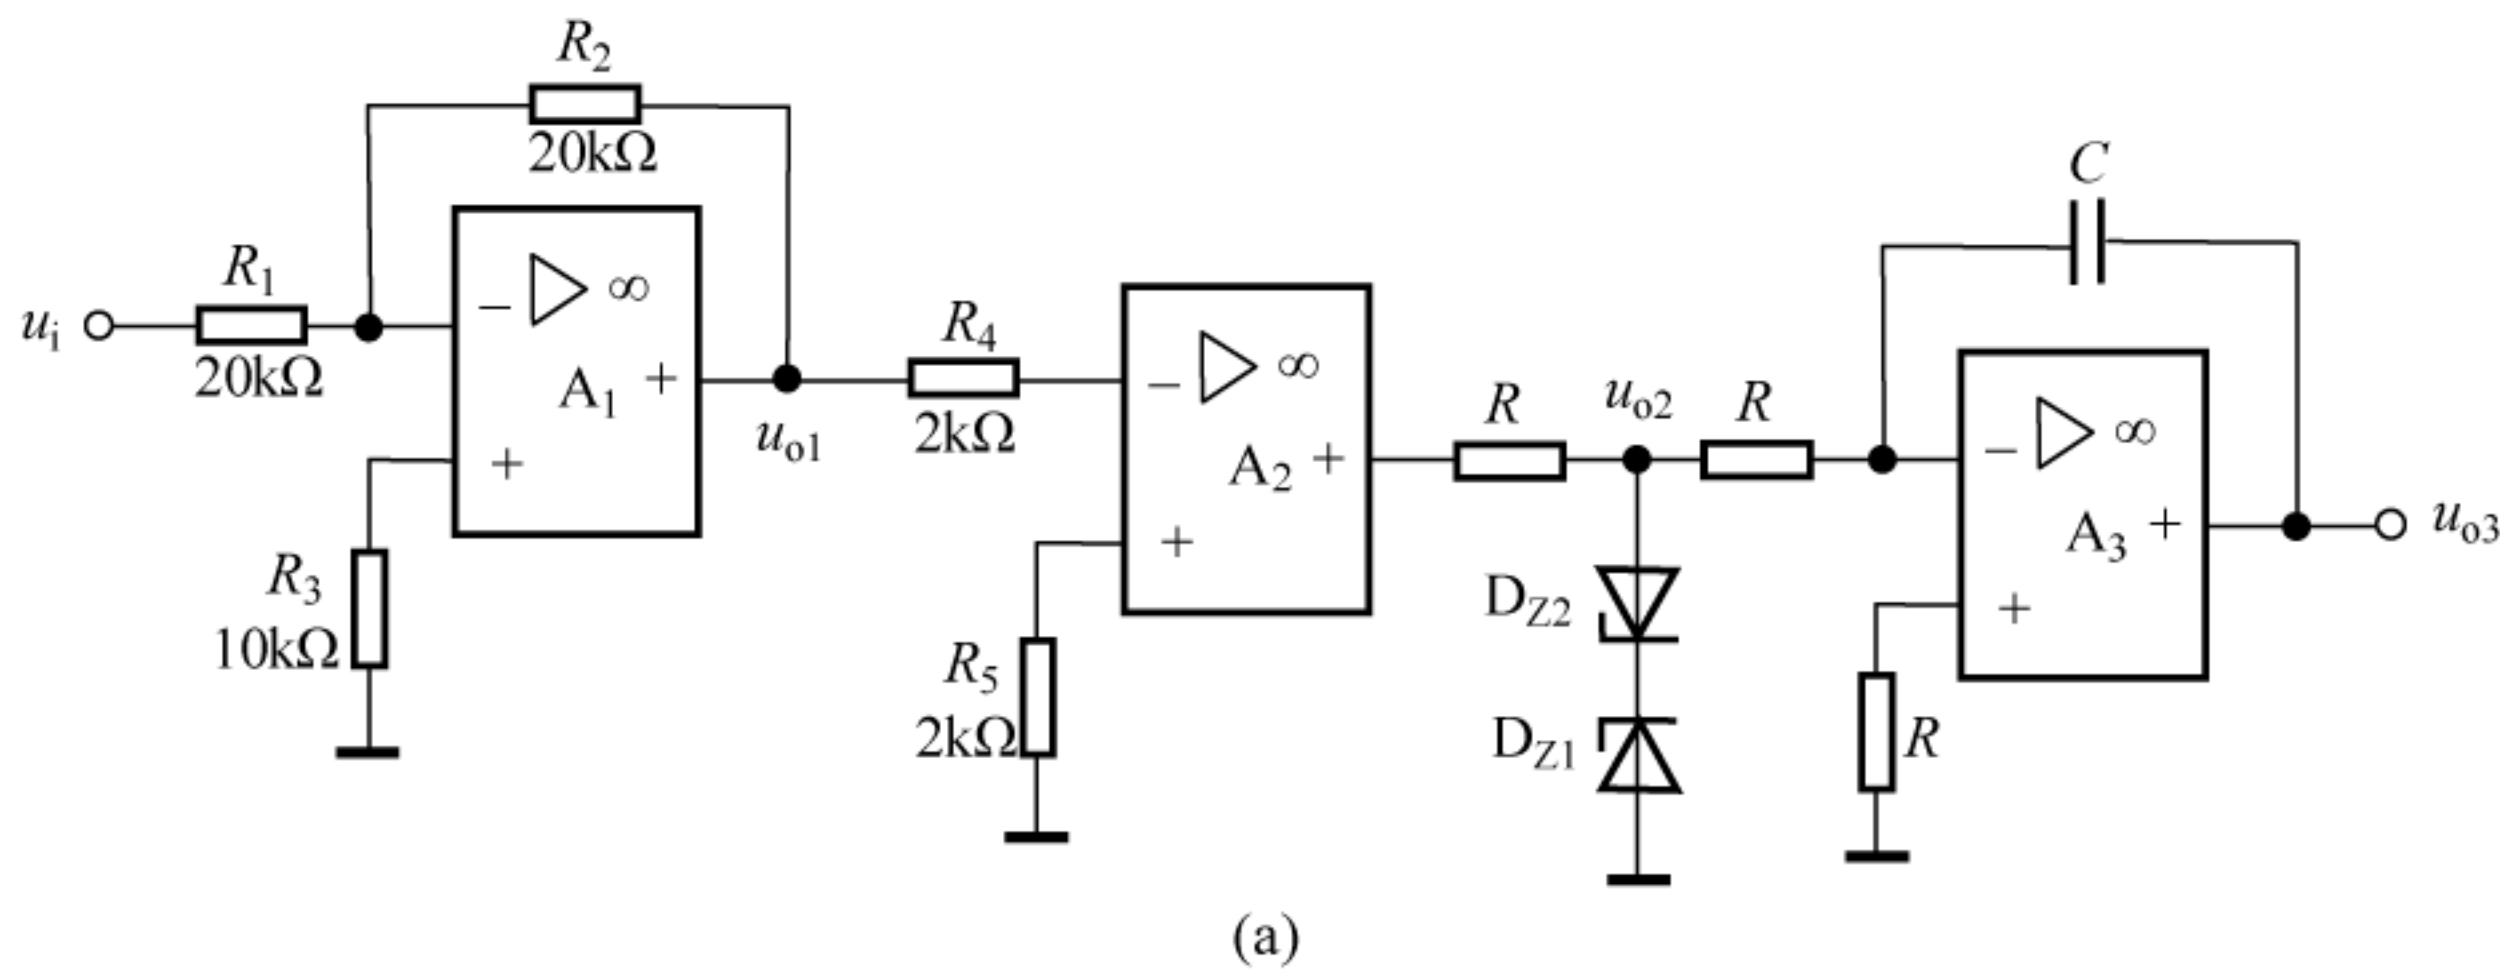 R2
20kΩ
C
R1
− ▷ ∞
ui
20kΩ
A1 +
uo1
+
R3
10kΩ
R4
2kΩ
− ▷ ∞
A2 +
+
R5
2kΩ
R
uo2
R
DZ2
DZ1
− ▷ ∞
A3 +
uo3
+
R
(a)